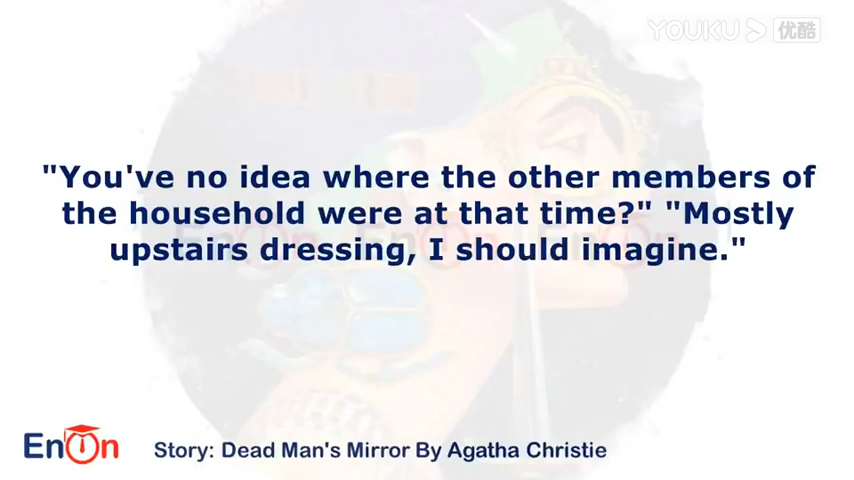 YOUKU 优酷
"You've no idea where the other members of
the household were at that time?" "Mostly
upstairs dressing, I should imagine."
EnOn
Story: Dead Man's Mirror By Agatha Christie